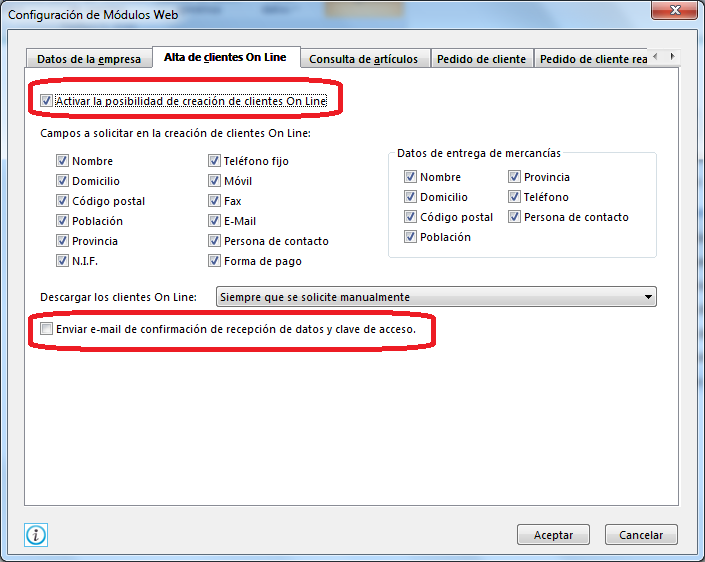 Configuración de Módulos Web
Datos de la empresa
Alta de clientes On Line
Consulta de artículos
Pedido de cliente
Pedido de cliente rea
Activar la posibilidad de creación de clientes On Line
Campos a solicitar en la creación de clientes On Line:
Nombre
Domicilio
Código postal
Población
Provincia
N.I.F.
Teléfono fijo
Móvil
Fax
E-Mail
Persona de contacto
Forma de pago
Datos de entrega de mercancías
Nombre
Domicilio
Código postal
Población
Provincia
Teléfono
Persona de contacto
Descargar los clientes On Line:
Siempre que se solicite manualmente
Enviar e-mail de confirmación de recepción de datos y clave de acceso.
Aceptar
Cancelar